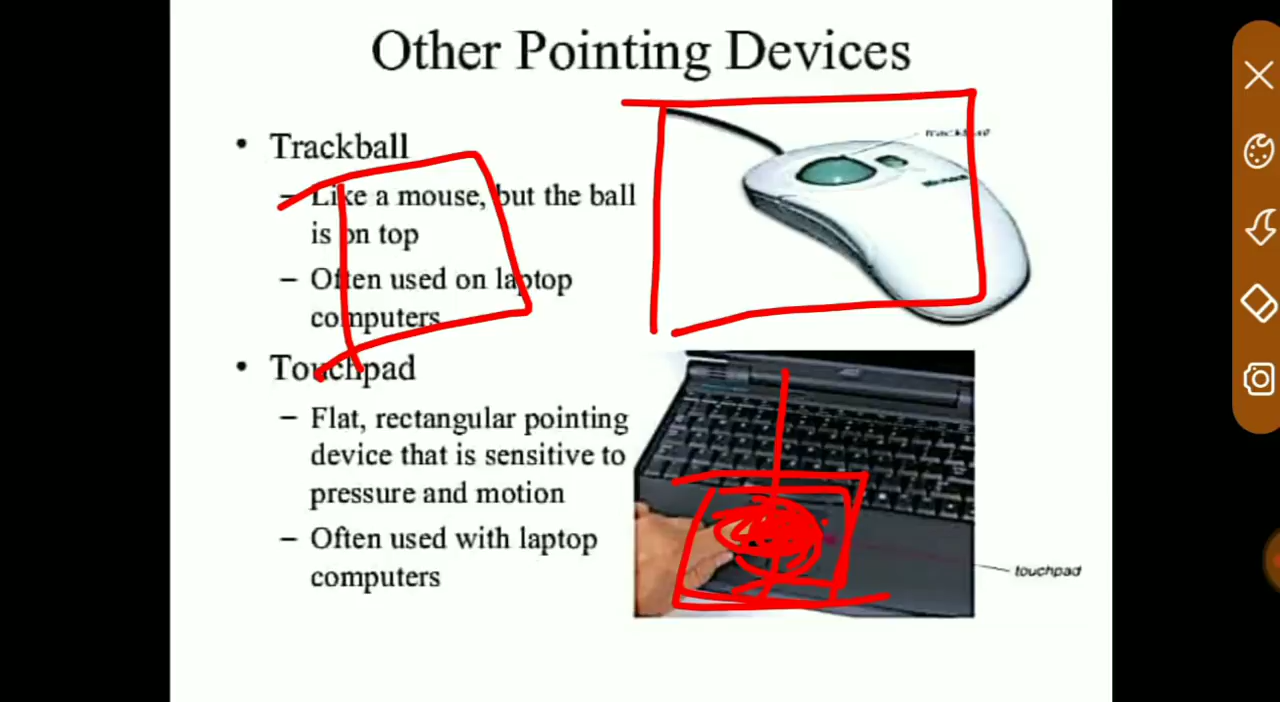 Other Pointing Devices
• Trackball
– Like a mouse, but the ball
is on top
– Often used on laptop
computers
trackball
• Touchpad
– Flat, rectangular pointing
device that is sensitive to
pressure and motion
– Often used with laptop
computers
touchpad